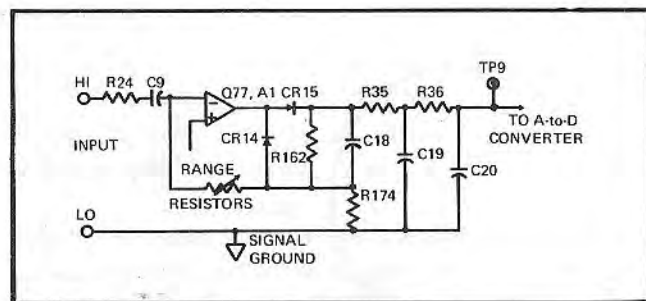 TP9
HI
R24
C9
Q77, A1
CR15
R35
R36
TO A-to-D
CONVERTER
INPUT
CR14
R162
C18
C19
C20
RANGE
RESISTORS
R174
LO
SIGNAL
GROUND